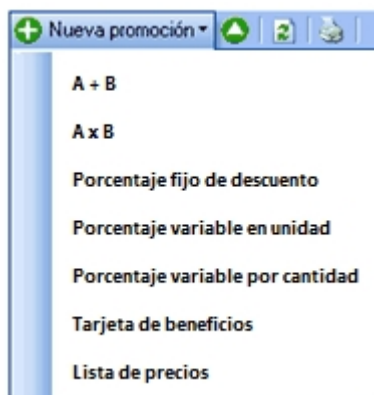 Nueva promoción
A + B
A x B
Porcentaje fijo de descuento
Porcentaje variable en unidad
Porcentaje variable por cantidad
Tarjeta de beneficios
Lista de precios